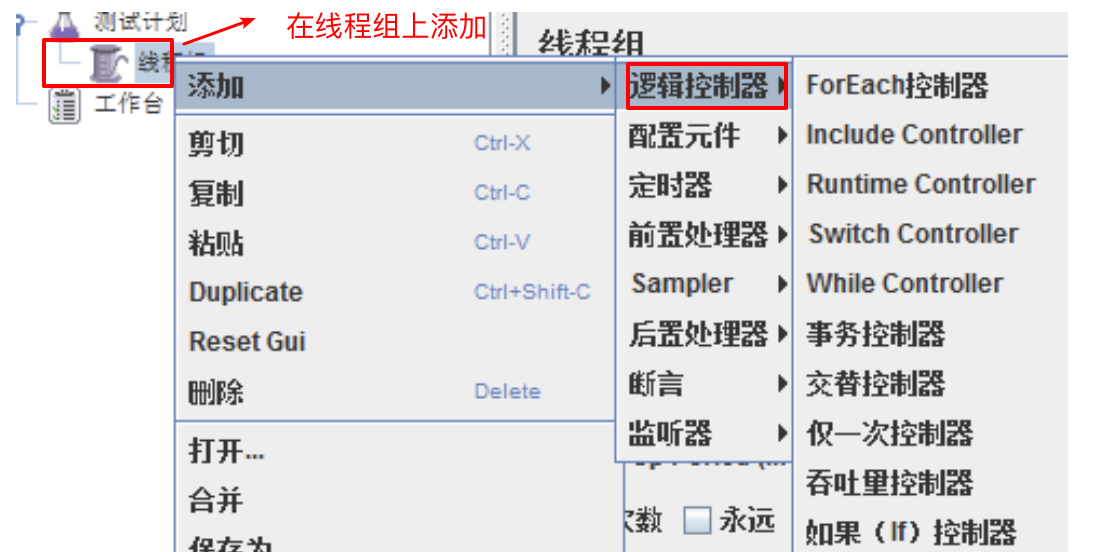 测试计划
在线程组上添加
线程组
线程组
工作台
添加
剪切 Ctrl-X
复制 Ctrl-C
粘贴 Ctrl-V
Duplicate Ctrl+Shift-C
Reset Gui
删除 Delete
打开...
合并
保存为
逻辑控制器
配置元件
定时器
前置处理器
Sampler
后置处理器
断言
监听器
次数 永远
ForEach控制器
Include Controller
Runtime Controller
Switch Controller
While Controller
事务控制器
交替控制器
仅一次控制器
吞吐量控制器
如果（If）控制器